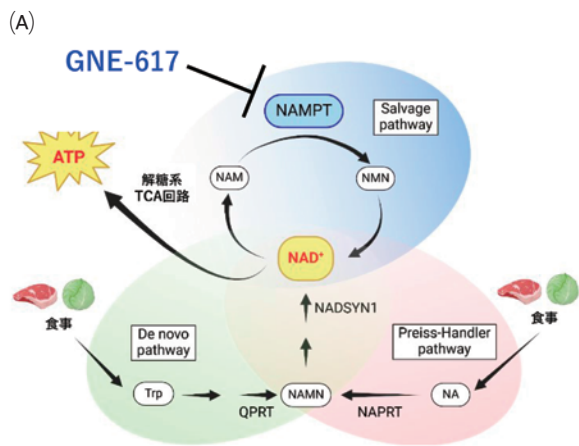 (A)
GNE-617
NAMPT
Salvage
pathway
ATP
解糖系
TCA回路
NAM
NMN
NAD+
食事
De novo
pathway
NADSYN1
Preiss-Handler
pathway
食事
Trp
QPRT
NAMN
NAPRT
NA